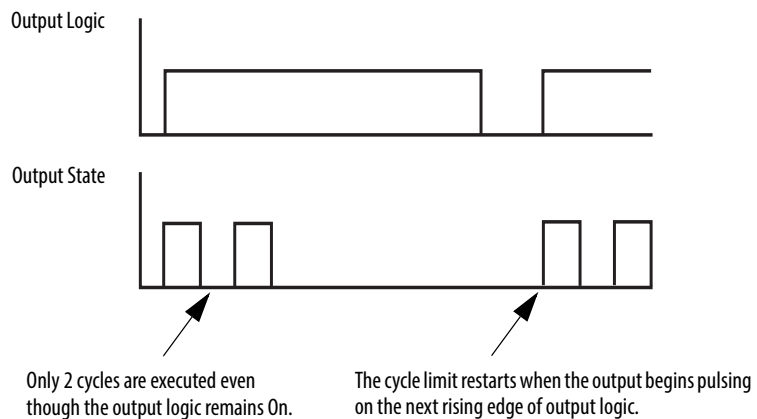 Output Logic
Output State
Only 2 cycles are executed even
though the output logic remains On.
The cycle limit restarts when the output begins pulsing
on the next rising edge of output logic.